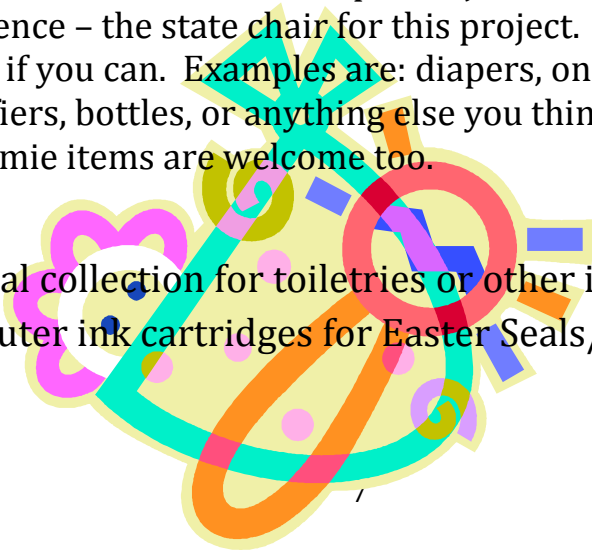 ence – the state chair for this project.
if you can.  Examples are: diapers, on
fiers, bottles, or anything else you thin
mie items are welcome too.
al collection for toiletries or other i
uter ink cartridges for Easter Seals/
7